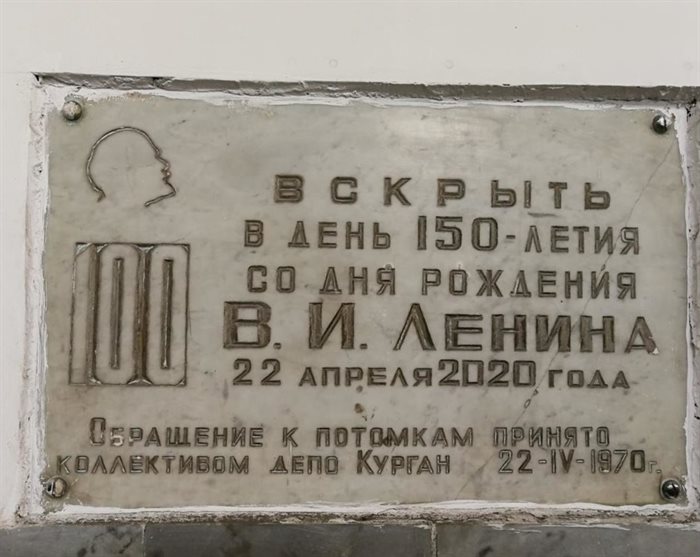 100
ВСКРЫТЬ
В ДЕНЬ 150-ЛЕТИЯ
СО ДНЯ РОЖДЕНИЯ
В. И. ЛЕНИНА
22 АПРЕЛЯ 2020 ГОДА
ОБРАЩЕНИЕ К ПОТОМКАМ ПРИНЯТО
КОЛЛЕКТИВОМ ДЕПО КУРГАН 22-IV-1970г.